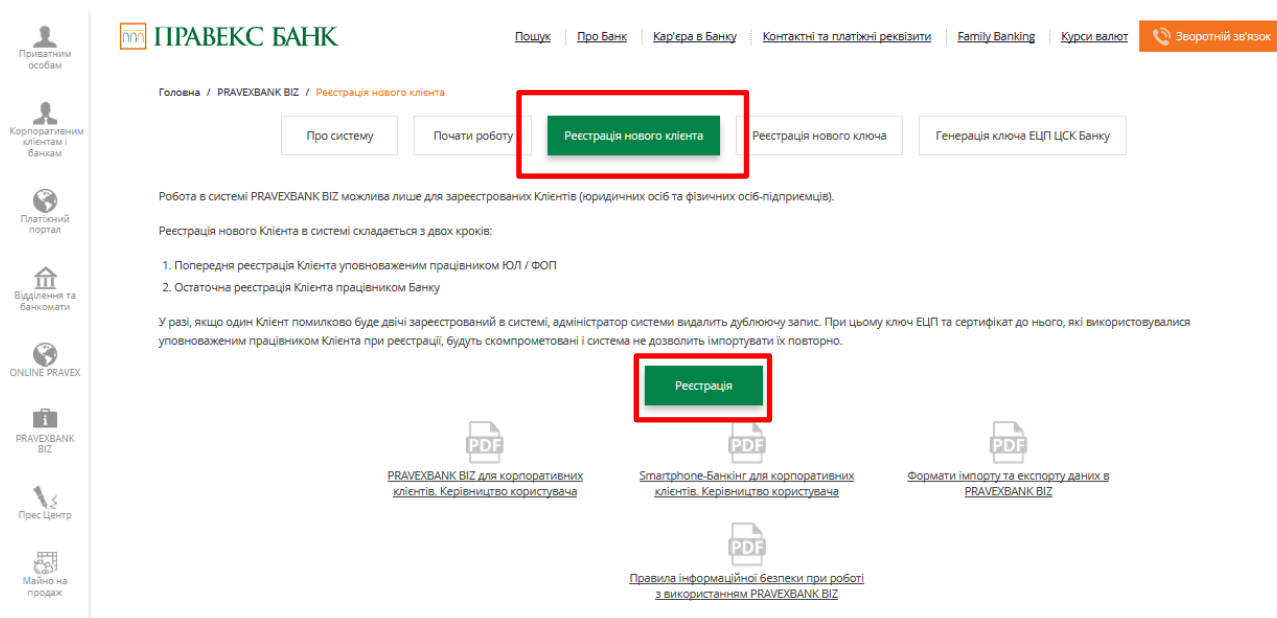 ПРАВЕКС БАНК
Пошук
Про Банк
Кар'єра в Банку
Контактні та платіжні реквізити
Family Banking
Курси валют
Зворотній зв'язок
Приватним
особам
Корпоративним
клієнтам і
банкам
Платіжний
портал
Відділення та
банкомати
ONLINE PRAVEX
PRAVEXBANK
BIZ
Прес Центр
Майно на
продаж
Головна / PRAVEXBANK BIZ / Реєстрація нового клієнта
Про систему
Почати роботу
Реєстрація нового клієнта
Реєстрація нового ключа
Генерація ключа ЕЦП ЦСК Банку
Робота в системі PRAVEXBANK BIZ можлива лише для зареєстрованих Клієнтів (юридичних осіб та фізичних осіб-підприємців).
Реєстрація нового Клієнта в системі складається з двох кроків:
1. Попередня реєстрація Клієнта уповноваженим працівником ЮЛ / ФОП
2. Остаточна реєстрація Клієнта працівником Банку
У разі, якщо один Клієнт помилково буде двічі зареєстрований в системі, адміністратор системи видалить дублюючу запис. При цьому ключ ЕЦП та сертифікат до нього, які використовувалися
уповноваженим працівником Клієнта при реєстрації, будуть скомпрометовані і система не дозволить імпортувати їх повторно.
Реєстрація
PDF
PRAVEXBANK BIZ для корпоративних
клієнтів. Керівництво користувача
PDF
Smartphone-Банкінг для корпоративних
клієнтів. Керівництво користувача
PDF
Формати імпорту та експорту даних в
PRAVEXBANK BIZ
PDF
Правила інформаційної безпеки при роботі
з використанням PRAVEXBANK BIZ